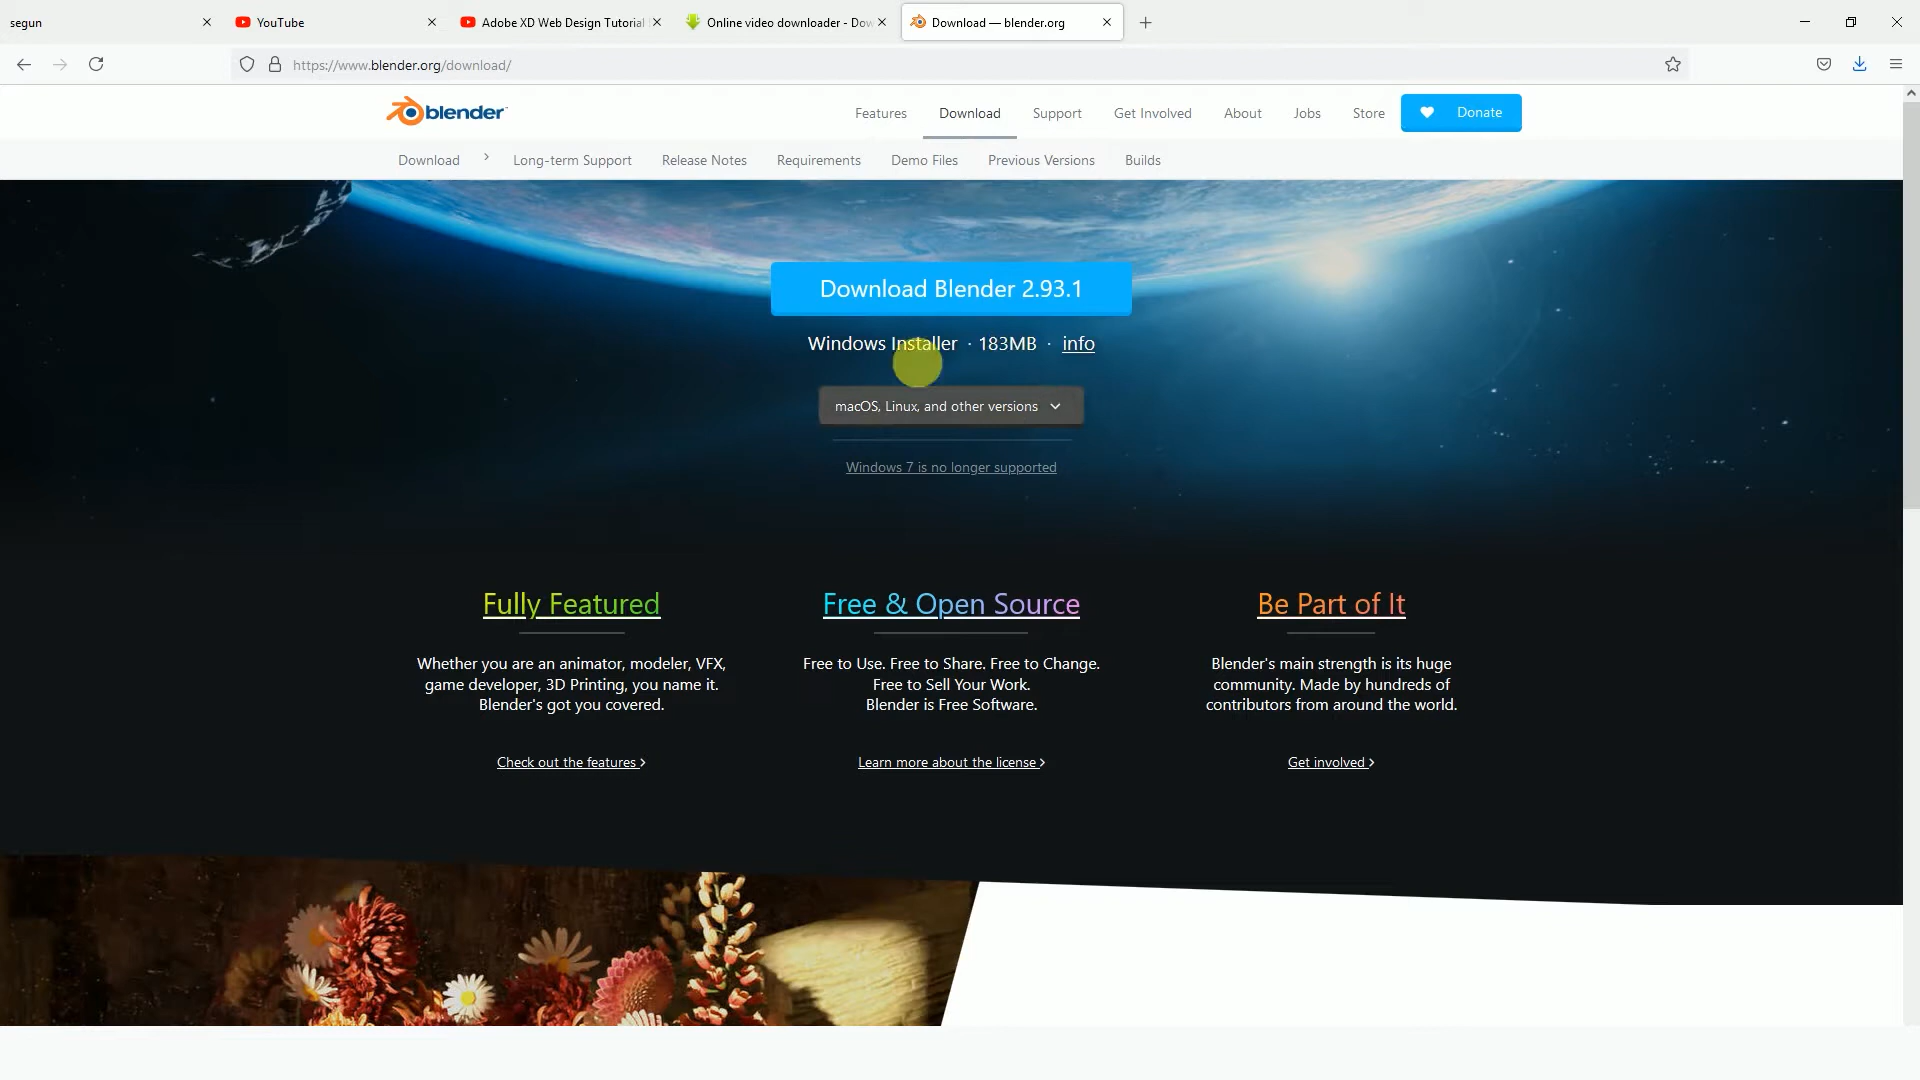 segun
YouTube
Adobe XD Web Design Tutorial
Online video downloader - Dow
Download — blender.org
https://www.blender.org/download/
blender
Features
Download
Support
Get Involved
About
Jobs
Store
Donate
Download
Long-term Support
Release Notes
Requirements
Demo Files
Previous Versions
Builds
Download Blender 2.93.1
Windows Installer · 183MB · info
macOS, Linux, and other versions
Windows 7 is no longer supported
Fully Featured
Whether you are an animator, modeler, VFX,
game developer, 3D Printing, you name it.
Blender's got you covered.
Check out the features
Free & Open Source
Free to Use. Free to Share. Free to Change.
Free to Sell Your Work.
Blender is Free Software.
Learn more about the license
Be Part of It
Blender's main strength is its huge
community. Made by hundreds of
contributors from around the world.
Get involved